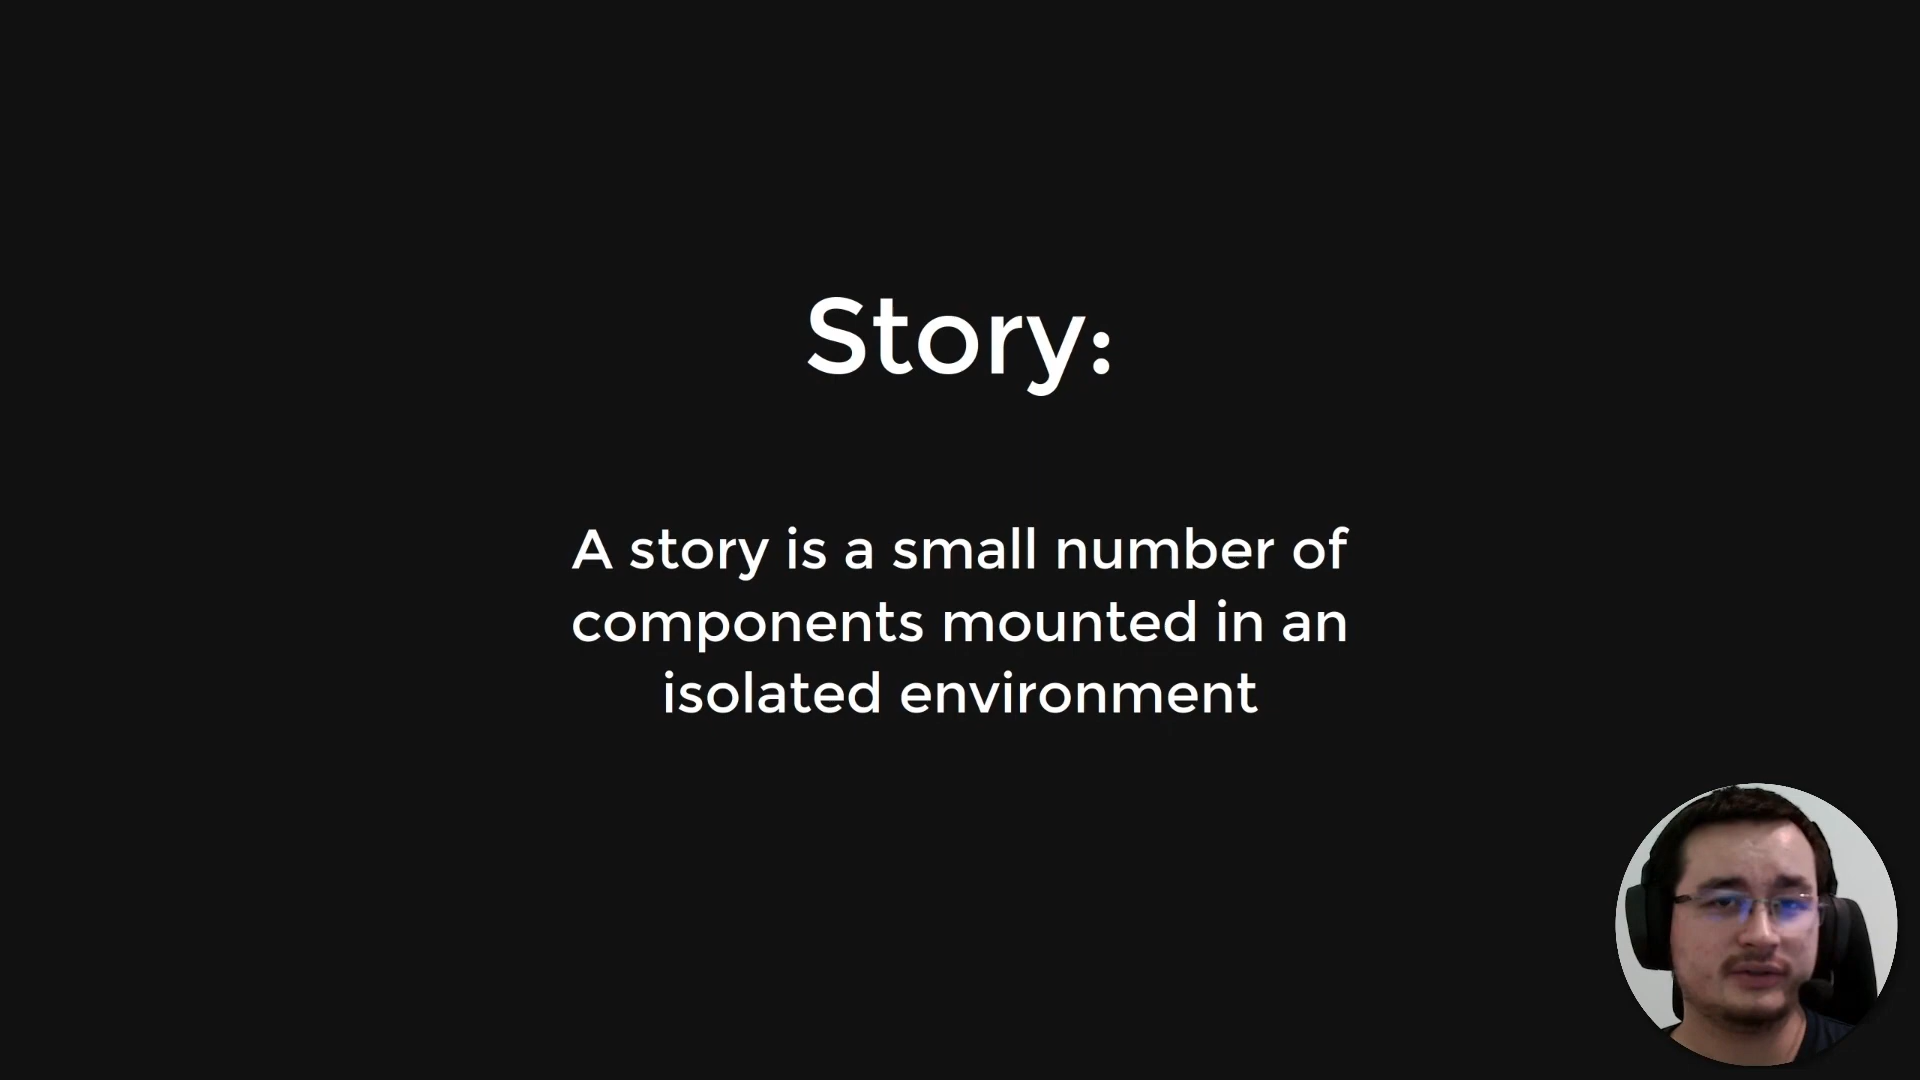 Story:
A story is a small number of
components mounted in an
isolated environment